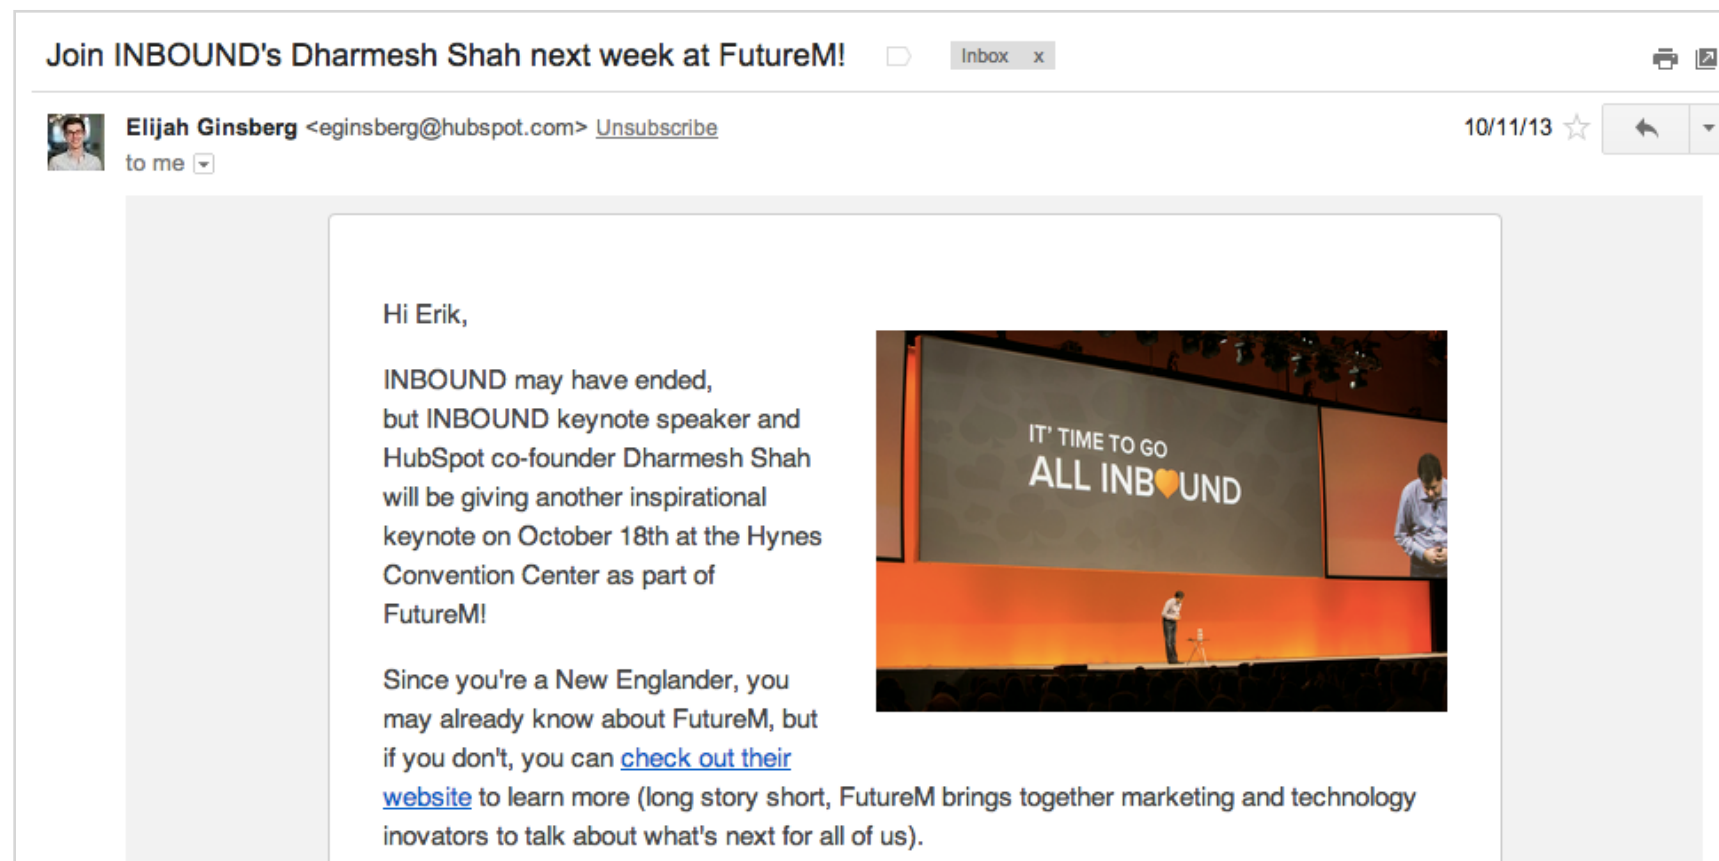 Join INBOUND's Dharmesh Shah next week at FutureM!
Inbox x
Elijah Ginsberg <eginsberg@hubspot.com> Unsubscribe
10/11/13
to me
Hi Erik,
INBOUND may have ended,
but INBOUND keynote speaker and
HubSpot co-founder Dharmesh Shah
will be giving another inspirational
keynote on October 18th at the Hynes
Convention Center as part of
FutureM!
IT' TIME TO GO
ALL INB🧡UND
Since you're a New Englander, you
may already know about FutureM, but
if you don't, you can check out their
website to learn more (long story short, FutureM brings together marketing and technology
inovators to talk about what's next for all of us).